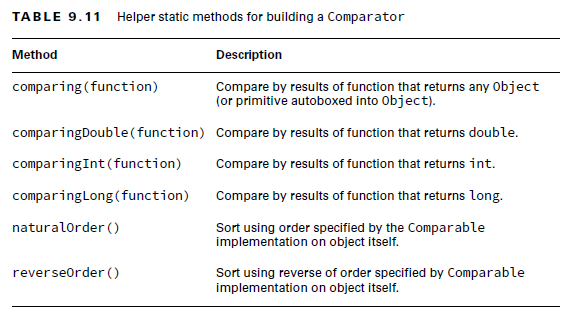 TABLE 9.11 Helper static methods for building a Comparator
Method Description
comparing(function) Compare by results of function that returns any Object
(or primitive autoboxed into Object).
comparingDouble(function) Compare by results of function that returns double.
comparingInt(function) Compare by results of function that returns int.
comparingLong(function) Compare by results of function that returns long.
naturalOrder() Sort using order specified by the Comparable
implementation on object itself.
reverseOrder() Sort using reverse of order specified by Comparable
implementation on object itself.